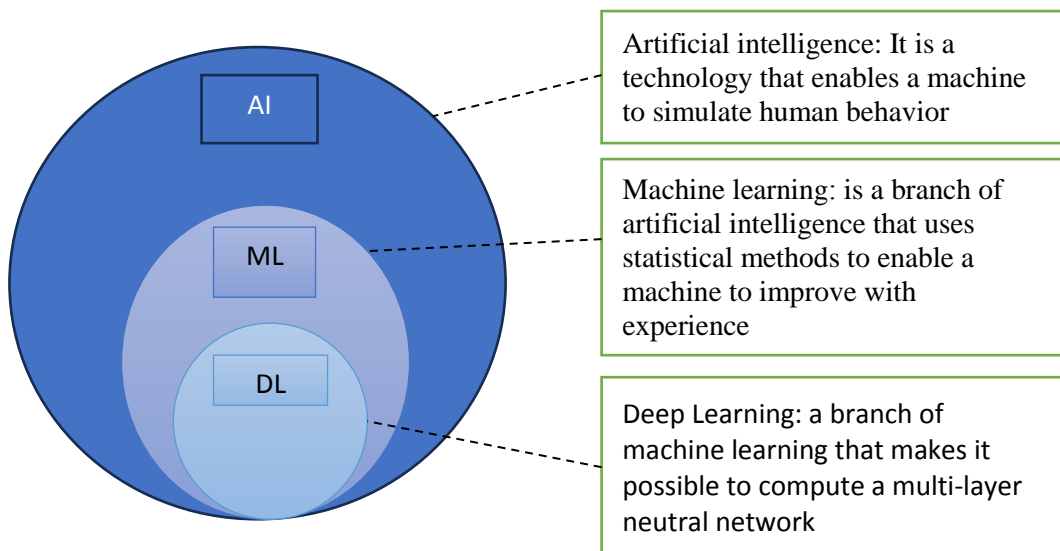 AI
Artificial intelligence: It is a
technology that enables a machine
to simulate human behavior
ML
Machine learning: is a branch of
artificial intelligence that uses
statistical methods to enable a
machine to improve with
experience
DL
Deep Learning: a branch of
machine learning that makes it
possible to compute a multi-layer
neutral network